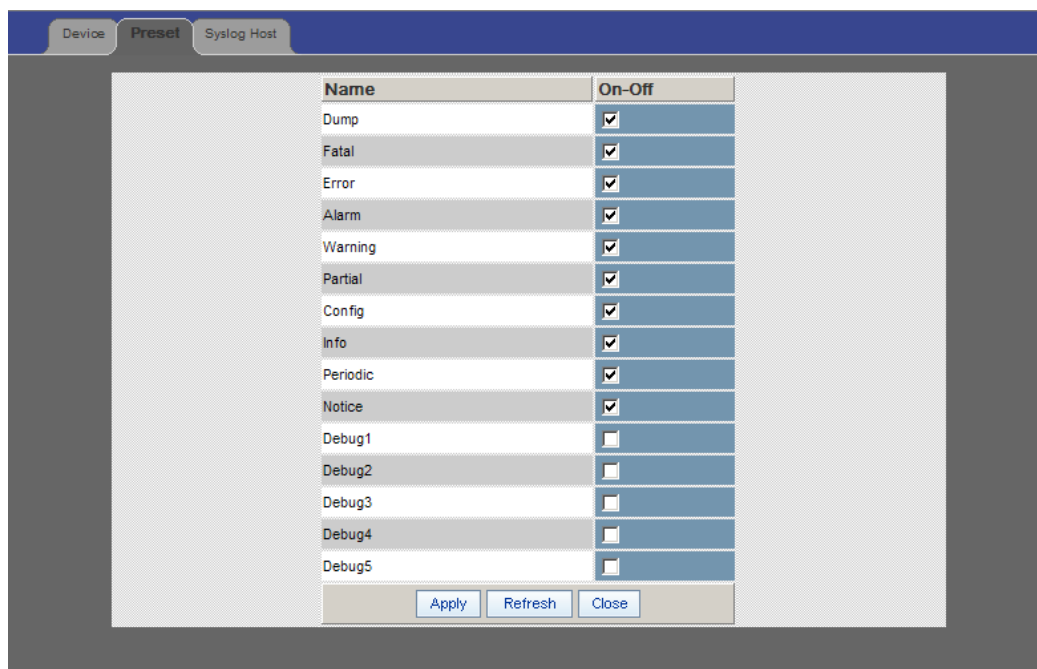 Device Preset Syslog Host
Name On-Off
Dump
Fatal
Error
Alarm
Warning
Partial
Config
Info
Periodic
Notice
Debug1
Debug2
Debug3
Debug4
Debug5
Apply Refresh Close